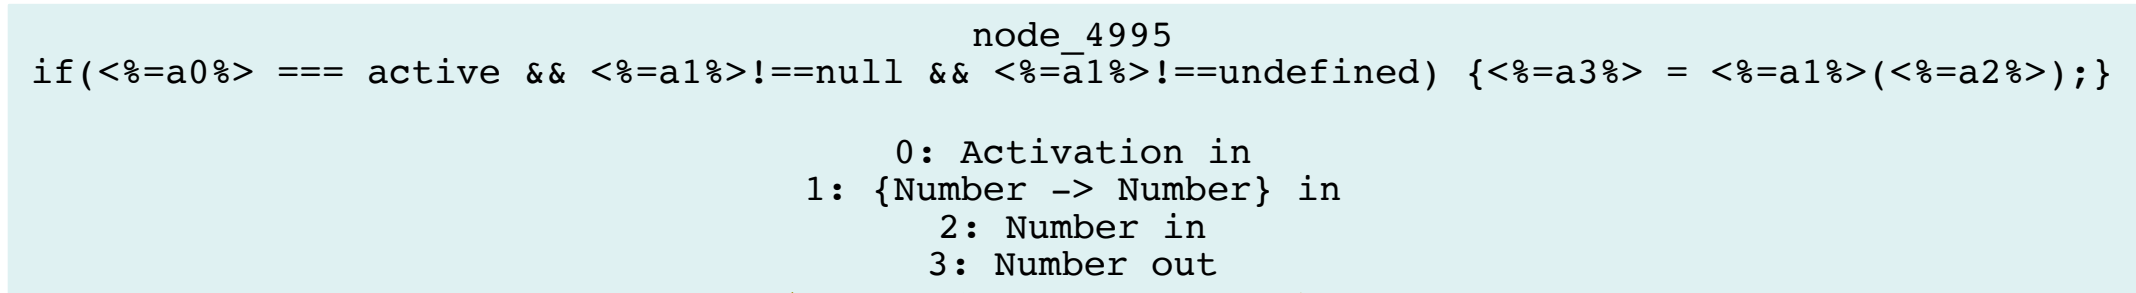 node_4995
if(<%=a0%> === active && <%=a1%>!==null && <%=a1%>!==undefined) {<%=a3%> = <%=a1%>(<%=a2%>);}
0: Activation in
1: {Number -> Number} in
2: Number in
3: Number out